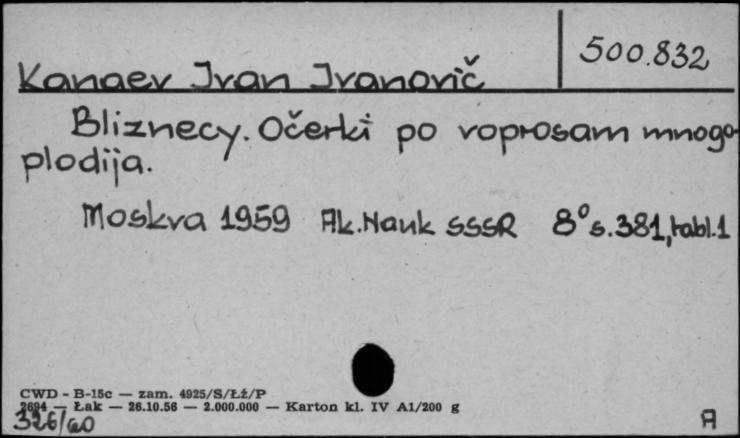 500.832
Kanaev Ivan Ivanovič
Bliznecy. Očerki po voprosam mnogo-
plodija.
Moskva 1959 Ak. Nauk SSSR 8° s. 381, tabl. 1
CWD - B-15c — zam. 4925/S/Łź/P
2694 — Łak — 26.10.56 — 2.000.000 — Karton kl. IV A1/200 g
326/60
A